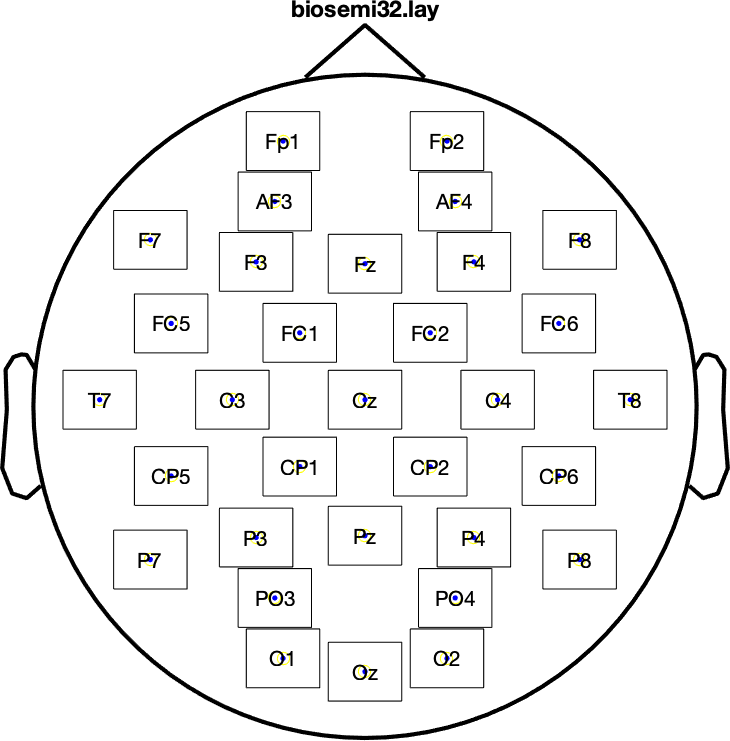 biosemi32.lay
Fp1 Fp2
AF3 AF4
F7 F8
F3 Fz F4
FC5 FC6
FC1 FC2
T7 C3 Cz C4 T8
CP1 CP2
CP5 CP6
P3 Pz P4
P7 P8
PO3 PO4
O1 O2
Oz